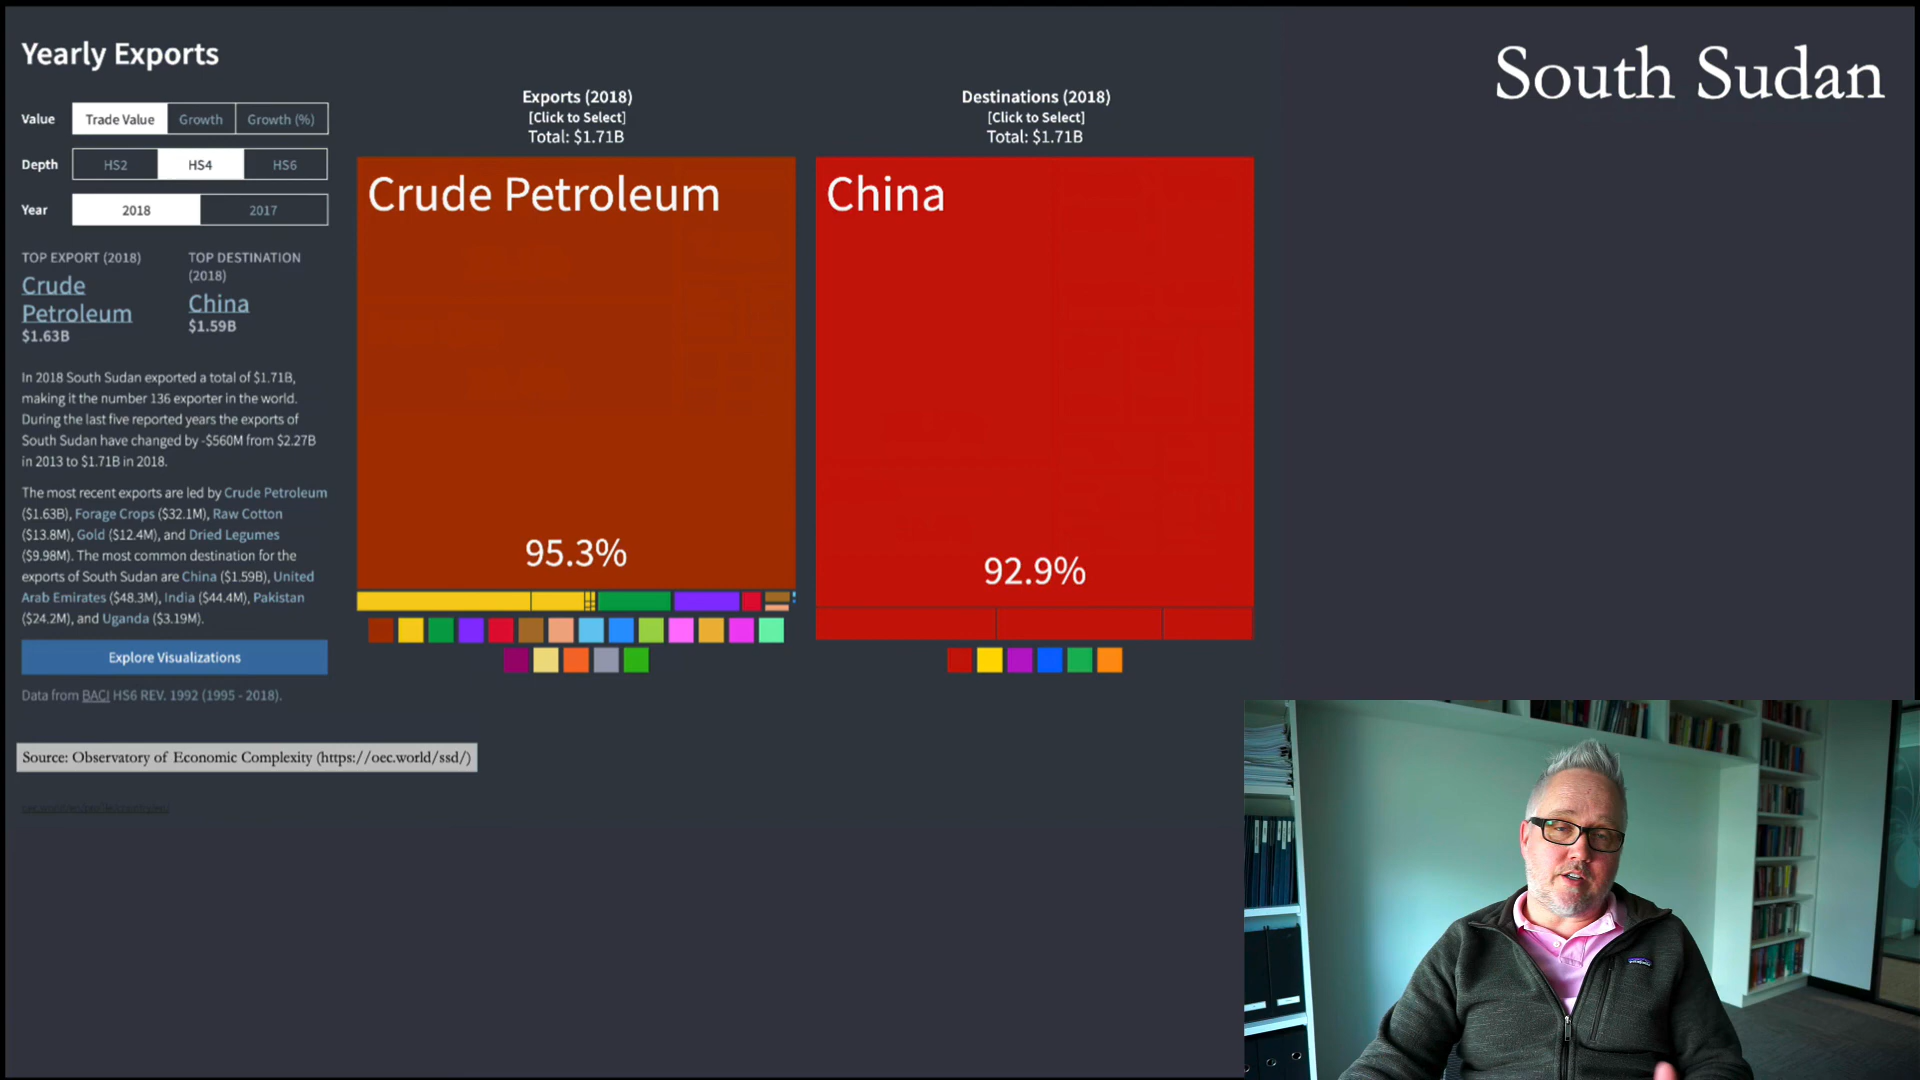 Yearly Exports
South Sudan
Value Trade Value Growth Growth (%)
Depth HS2 HS4 HS6
Year 2018 2017
TOP EXPORT (2018)
Crude
Petroleum
$1.63B
TOP DESTINATION
(2018)
China
$1.59B
In 2018 South Sudan exported a total of $1.71B,
making it the number 136 exporter in the world.
During the last five reported years the exports of
South Sudan have changed by -$560M from $2.27B
in 2013 to $1.71B in 2018.
The most recent exports are led by Crude Petroleum
($1.63B), Forage Crops ($32.1M), Raw Cotton
($13.8M), Gold ($12.4M), and Dried Legumes
($9.98M). The most common destination for the
exports of South Sudan are China ($1.59B), United
Arab Emirates ($48.3M), India ($44.4M), Pakistan
($24.2M), and Uganda ($3.19M).
Explore Visualizations
Data from BACI HS6 REV. 1992 (1995 - 2018).
Source: Observatory of Economic Complexity (https://oec.world/ssd/)
Exports (2018)
[Click to Select]
Total: $1.71B
Crude Petroleum
95.3%
Destinations (2018)
[Click to Select]
Total: $1.71B
China
92.9%